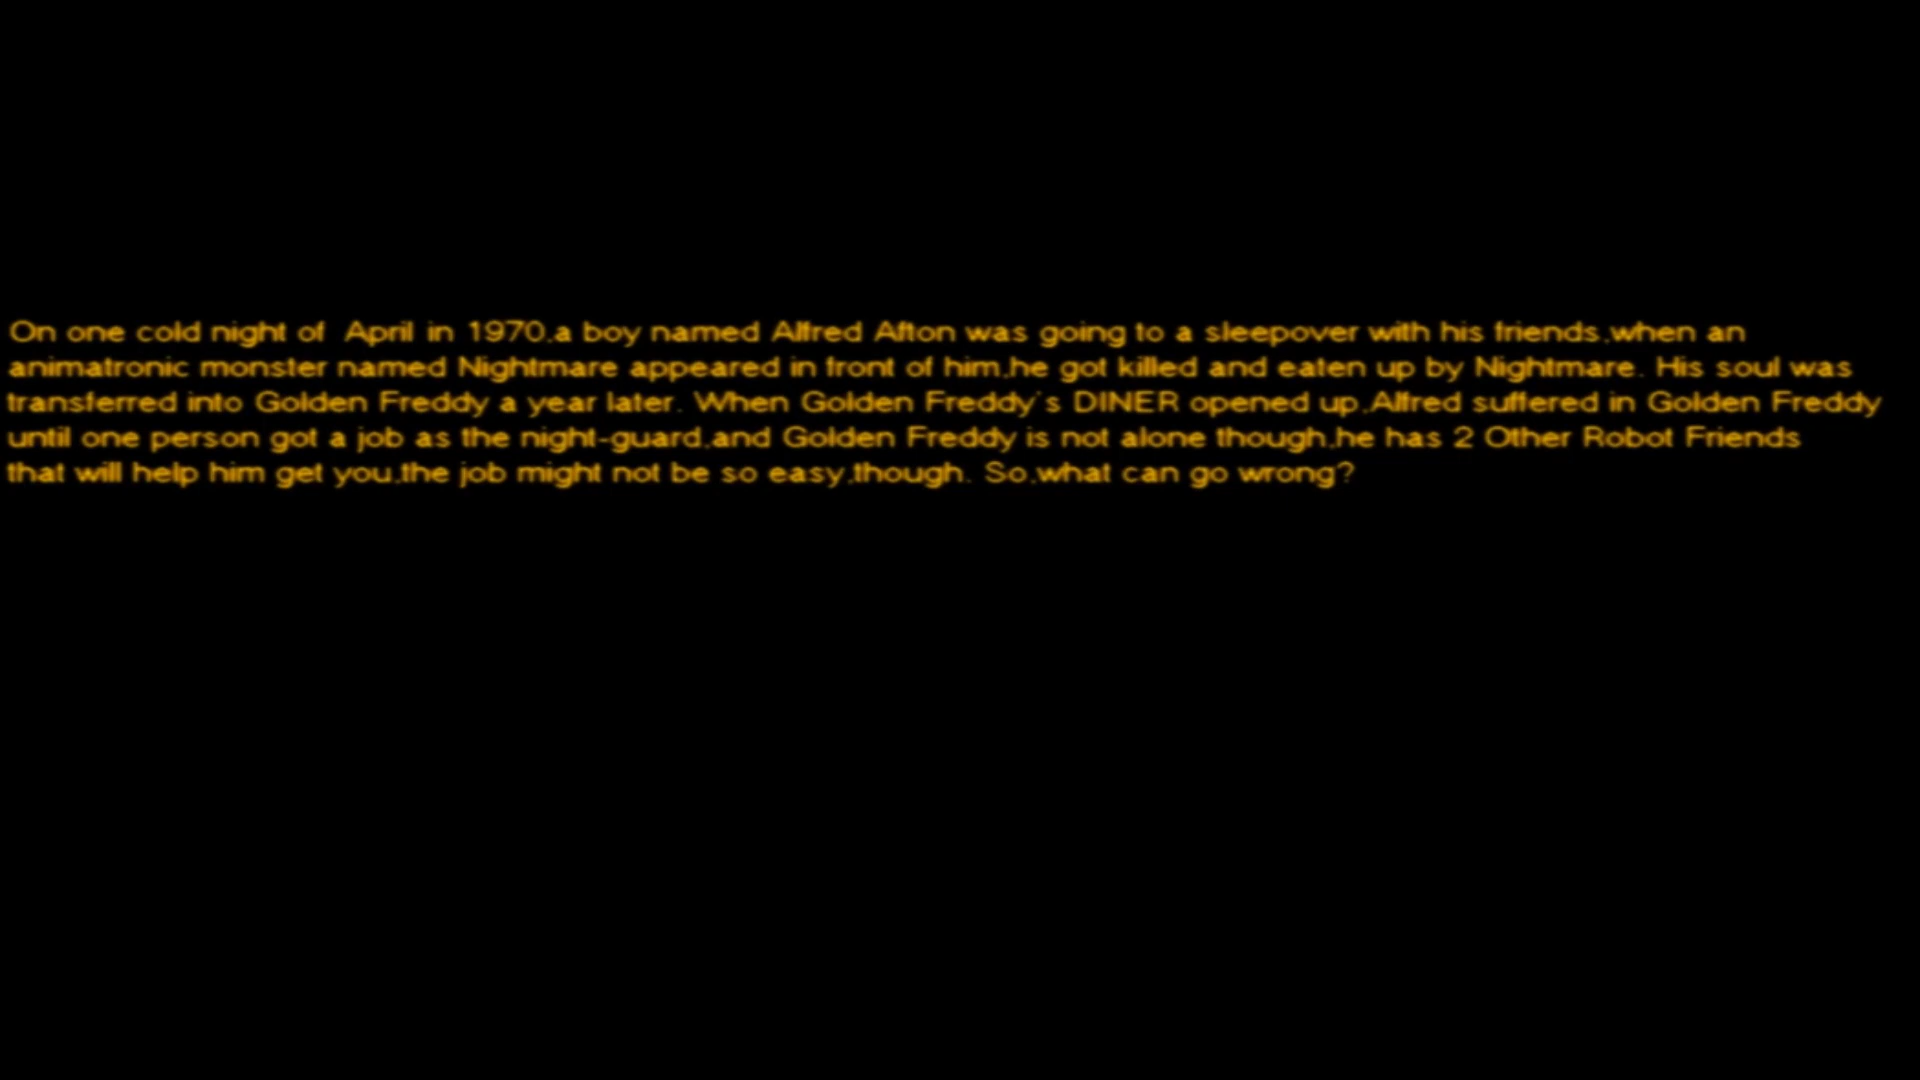 On one cold night of  April in 1970,a boy named Alfred Afton was going to a sleepover with his friends,when an
animatronic monster named Nightmare appeared in front of him,he got killed and eaten up by Nightmare. His soul was
transferred into Golden Freddy a year later. When Golden Freddy's DINER opened up,Alfred suffered in Golden Freddy
until one person got a job as the night-guard,and Golden Freddy is not alone though,he has 2 Other Robot Friends
that will help him get you,the job might not be so easy,though. So,what can go wrong?